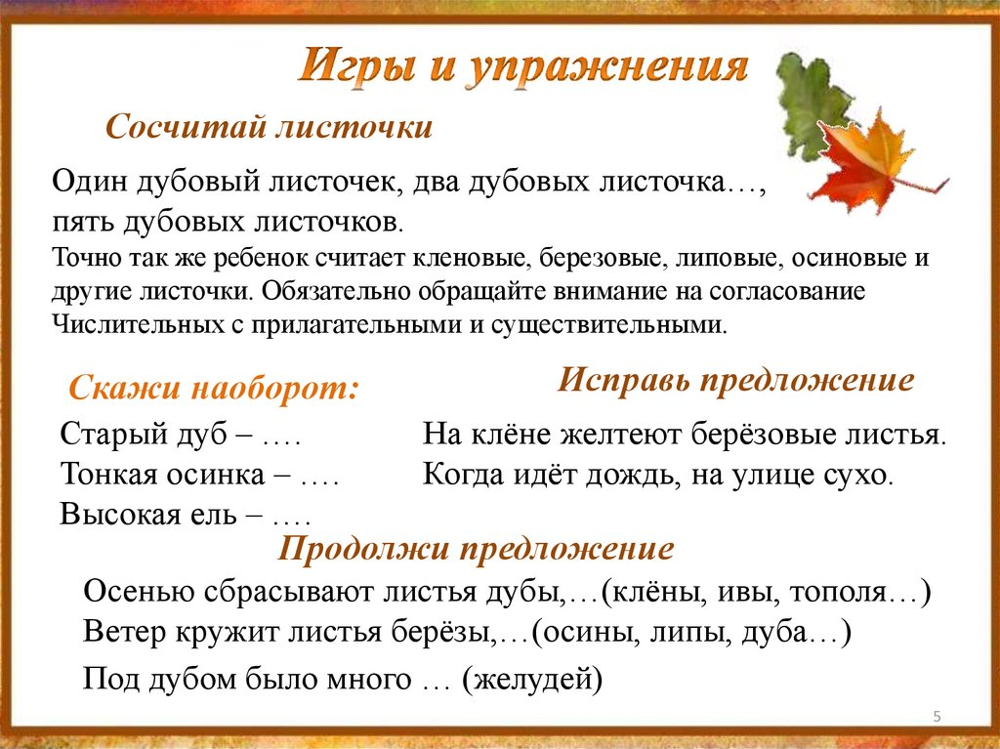 Игры и упражнения
Сосчитай листочки
Один дубовый листочек, два дубовых листочка…,
пять дубовых листочков.
Точно так же ребенок считает кленовые, березовые, липовые, осиновые и
другие листочки. Обязательно обращайте внимание на согласование
Числительных с прилагательными и существительными.
Скажи наоборот:
Старый дуб – ….
Тонкая осинка – ….
Высокая ель – ….
Исправь предложение
На клёне желтеют берёзовые листья.
Когда идёт дождь, на улице сухо.
Продолжи предложение
Осенью сбрасывают листья дубы,…(клёны, ивы, тополя…)
Ветер кружит листья берёзы,…(осины, липы, дуба…)
Под дубом было много … (желудей)
5